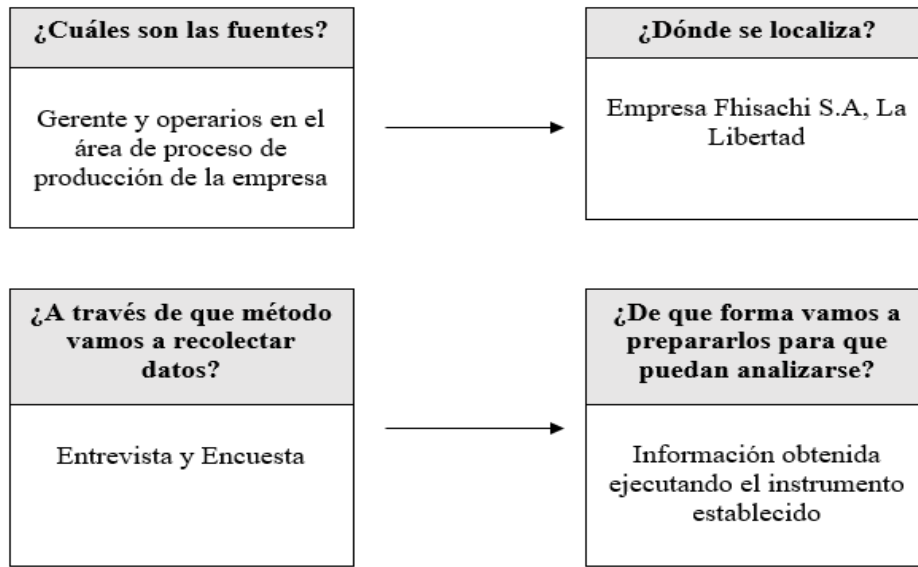 ¿Cuáles son las fuentes?
Gerente y operarios en el
área de proceso de
producción de la empresa
¿Dónde se localiza?
Empresa Fhisachi S.A, La
Libertad
¿A través de que método
vamos a recolectar
datos?
Entrevista y Encuesta
¿De que forma vamos a
prepararlos para que
puedan analizarse?
Información obtenida
ejecutando el instrumento
establecido